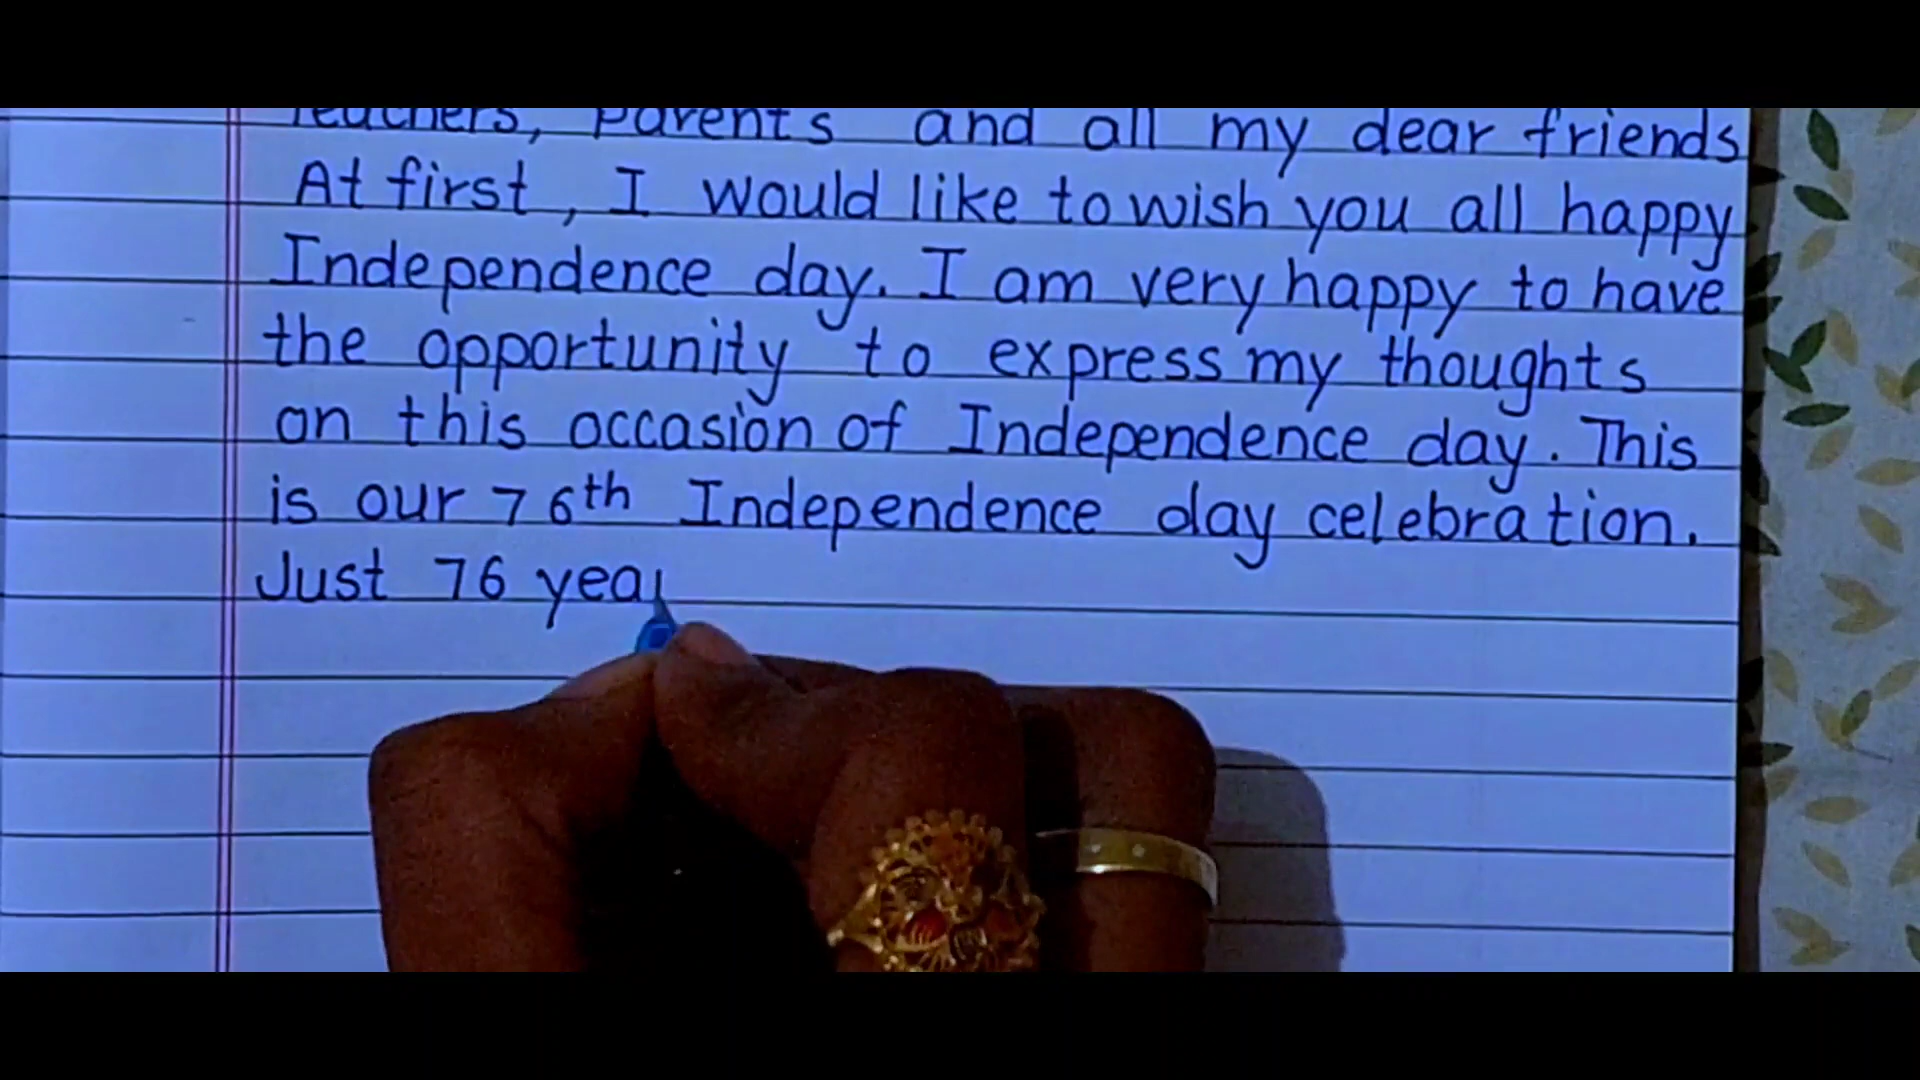 Teachers, Parents and all my dear friends
At first, I would like to wish you all happy
Independence day. I am very happy to have
the opportunity to express my thoughts
on this occasion of Independence day. This
is our 76th Independence day celebration.
Just 76 yea